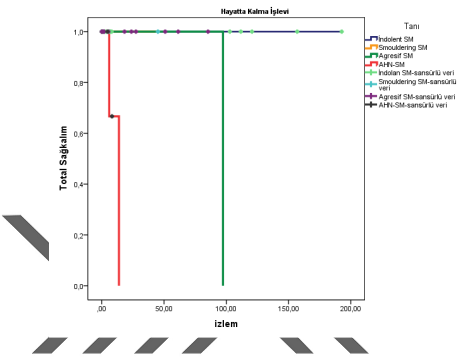 Hayatta Kalma İşlevi
Tanı
İndolent SM
Smouldering SM
Agresif SM
AHN-SM
İndolan SM-sansürlü veri
Smouldering SM-sansürlü
veri
Agresif SM-sansürlü veri
AHN-SM-sansürlü veri
Total Sağkalım
1,0
0,8
0,6
0,4
0,2
0,0
,00
50,00
100,00
150,00
200,00
izlem